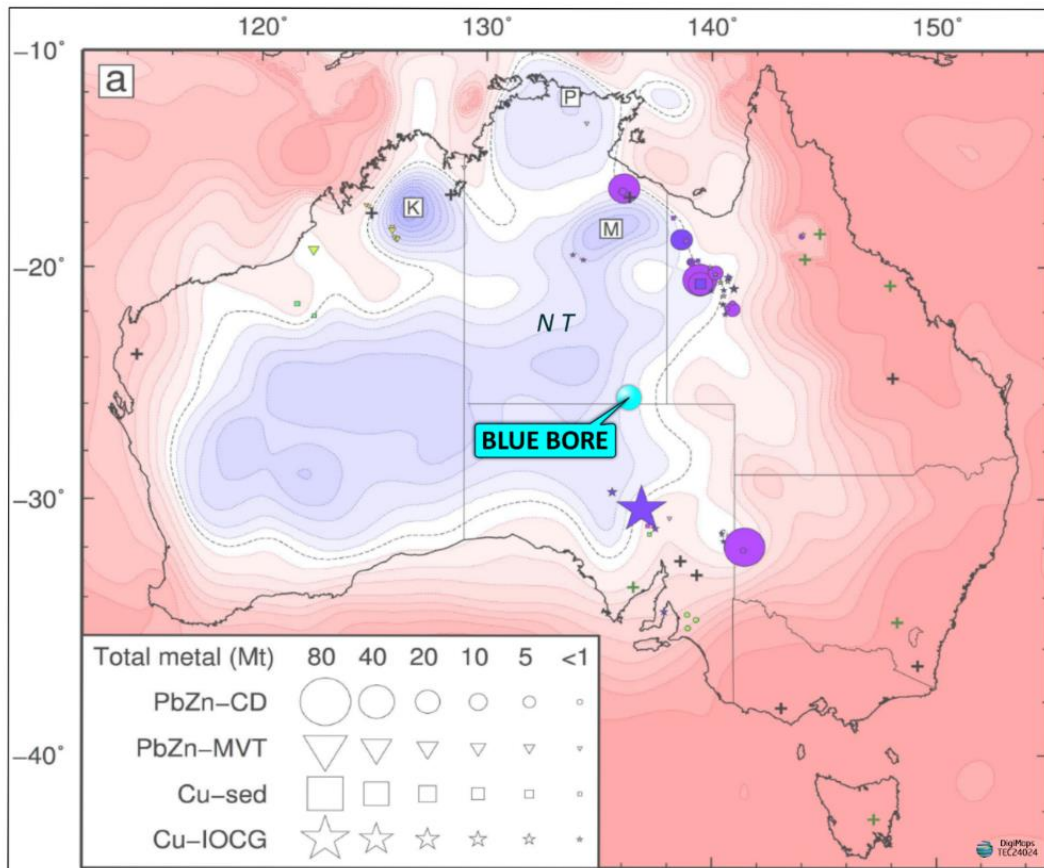 120° 130° 140° 150°
−10°
a
P
K
M
−20°
N T
BLUE BORE
−30°
Total metal (Mt) 80 40 20 10 5 <1
PbZn−CD
PbZn−MVT
Cu−sed
Cu−IOCG
−40°
DigiMaps
TEC24024